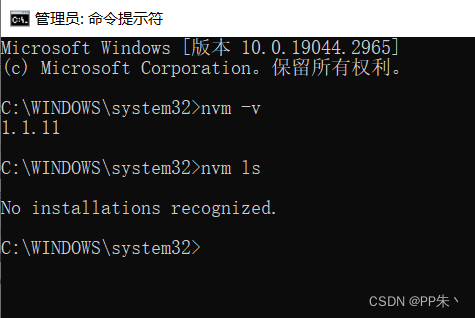 管理员: 命令提示符
Microsoft Windows [版本 10.0.19044.2965]
(c) Microsoft Corporation。保留所有权利。
C:\WINDOWS\system32>nvm -v
1.1.11
C:\WINDOWS\system32>nvm ls
No installations recognized.
C:\WINDOWS\system32>
CSDN @PP朱丶